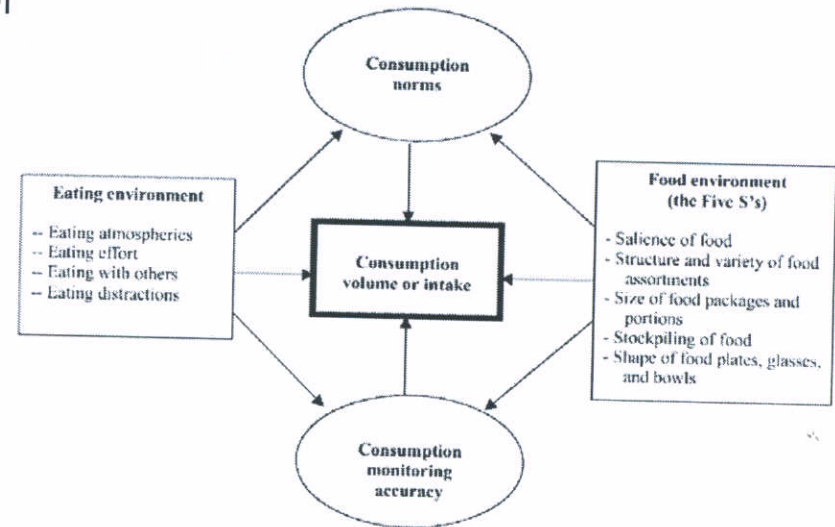 Consumption
norms
Eating environment
-- Eating atmospherics
-- Eating effort
-- Eating with others
-- Eating distractions
Consumption
volume or intake
Food environment
(the Five S's)
- Salience of food
- Structure and variety of food
assortments
- Size of food packages and
portions
- Stockpiling of food
- Shape of food plates, glasses,
and bowls
Consumption
monitoring
accuracy